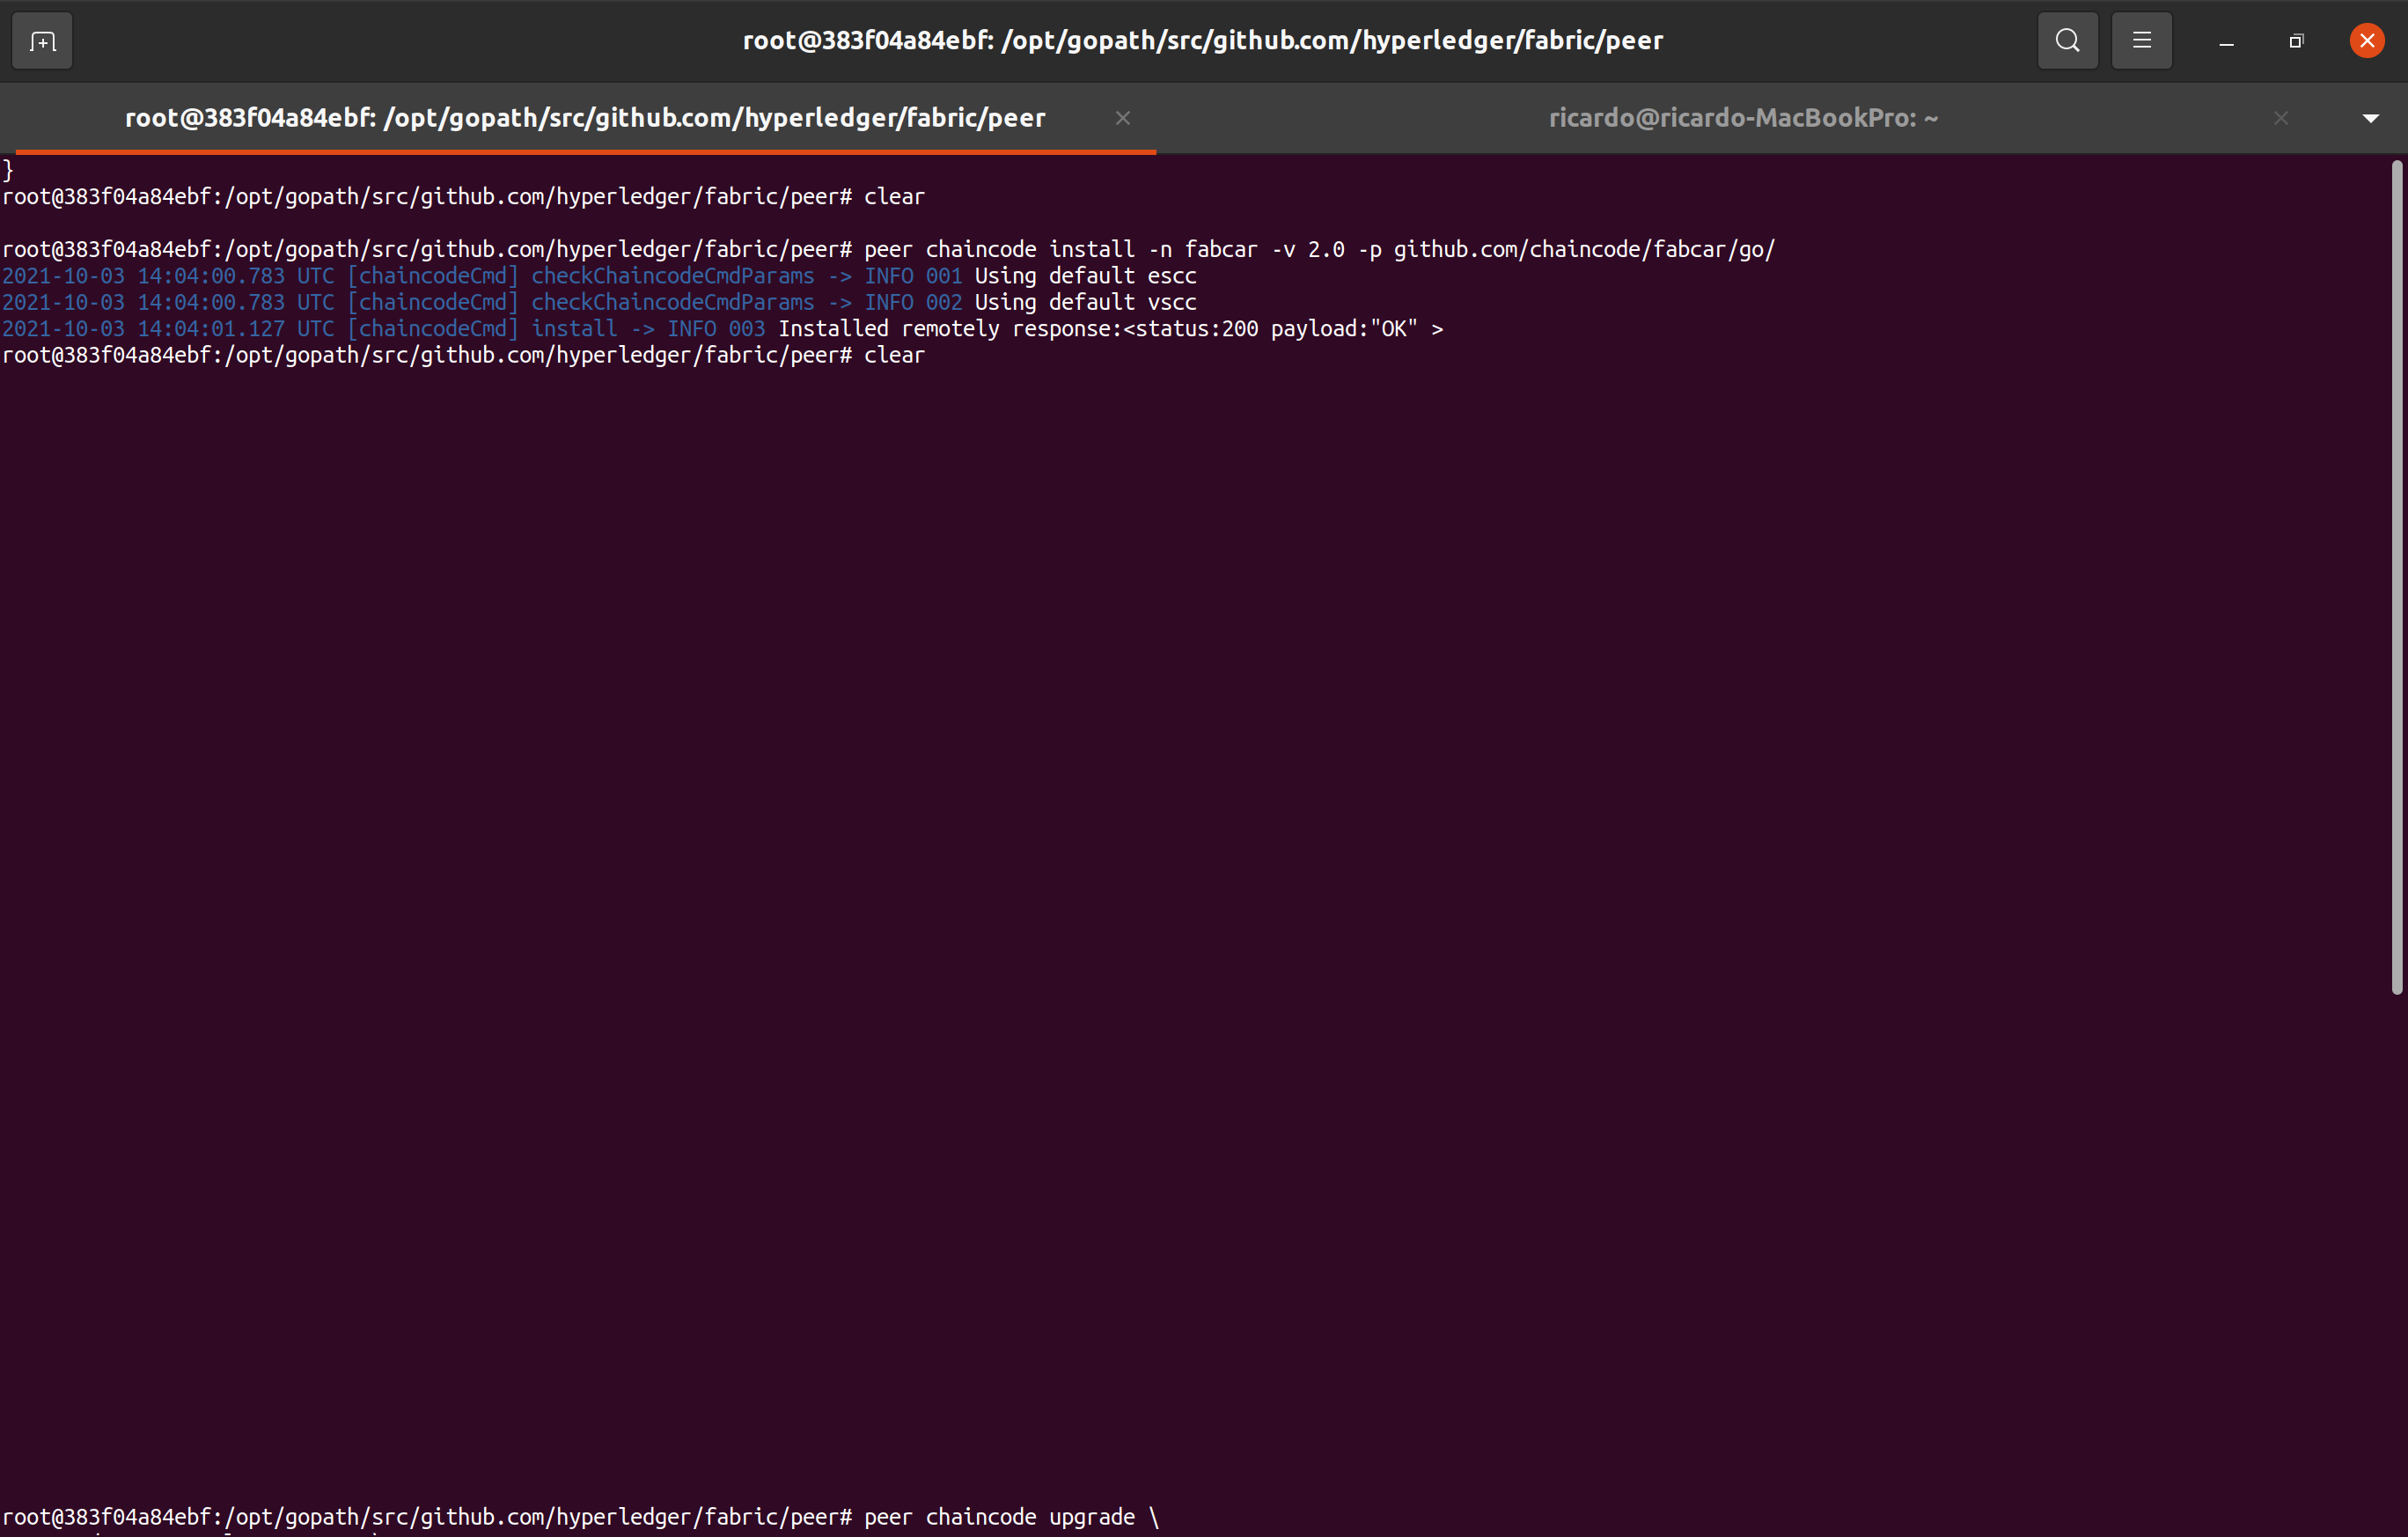 root@383f04a84ebf: /opt/gopath/src/github.com/hyperledger/fabric/peer
root@383f04a84ebf: /opt/gopath/src/github.com/hyperledger/fabric/peer
ricardo@ricardo-MacBookPro: ~
}
root@383f04a84ebf:/opt/gopath/src/github.com/hyperledger/fabric/peer# clear
root@383f04a84ebf:/opt/gopath/src/github.com/hyperledger/fabric/peer# peer chaincode install -n fabcar -v 2.0 -p github.com/chaincode/fabcar/go/
2021-10-03 14:04:00.783 UTC [chaincodeCmd] checkChaincodeCmdParams -> INFO 001 Using default escc
2021-10-03 14:04:00.783 UTC [chaincodeCmd] checkChaincodeCmdParams -> INFO 002 Using default vscc
2021-10-03 14:04:01.127 UTC [chaincodeCmd] install -> INFO 003 Installed remotely response:<status:200 payload:"OK" >
root@383f04a84ebf:/opt/gopath/src/github.com/hyperledger/fabric/peer# clear
root@383f04a84ebf:/opt/gopath/src/github.com/hyperledger/fabric/peer# peer chaincode upgrade \